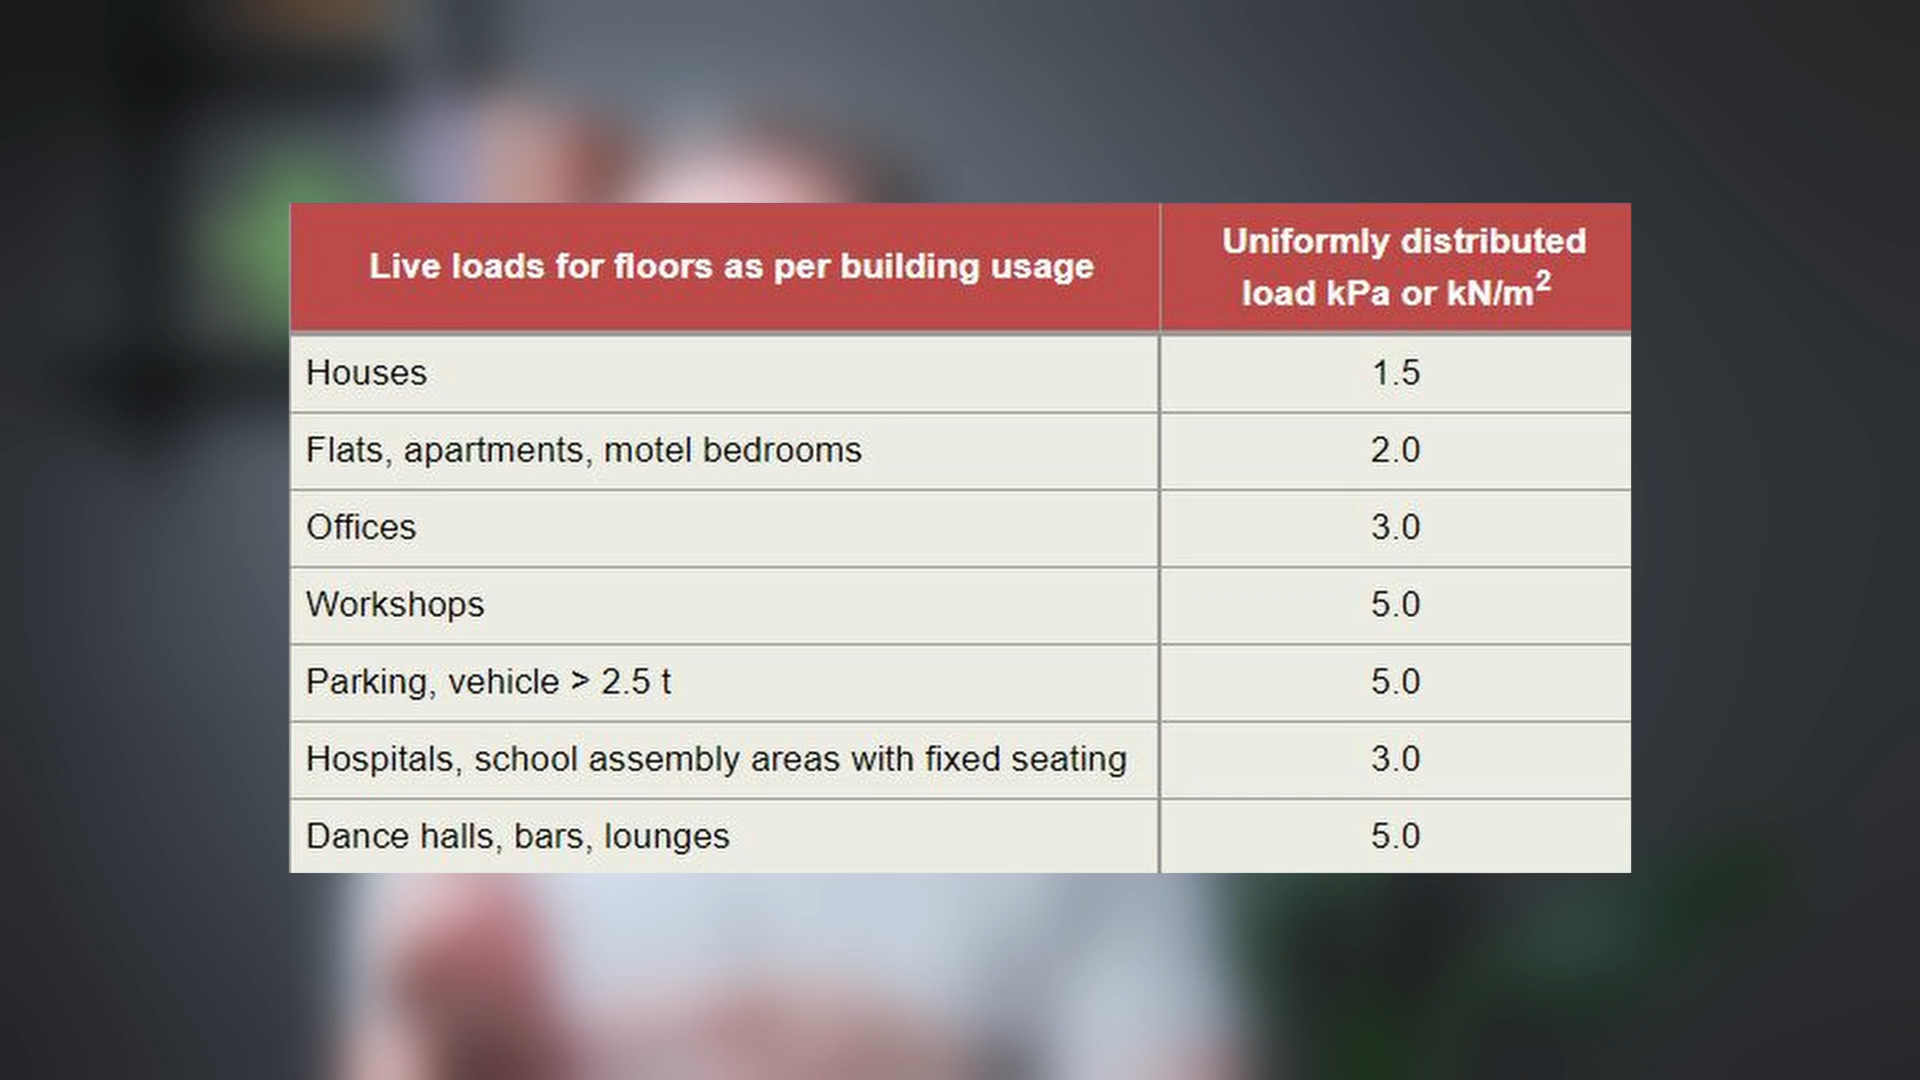 Live loads for floors as per building usage
Uniformly distributed
load kPa or kN/m²
Houses 1.5
Flats, apartments, motel bedrooms 2.0
Offices 3.0
Workshops 5.0
Parking, vehicle > 2.5 t 5.0
Hospitals, school assembly areas with fixed seating 3.0
Dance halls, bars, lounges 5.0